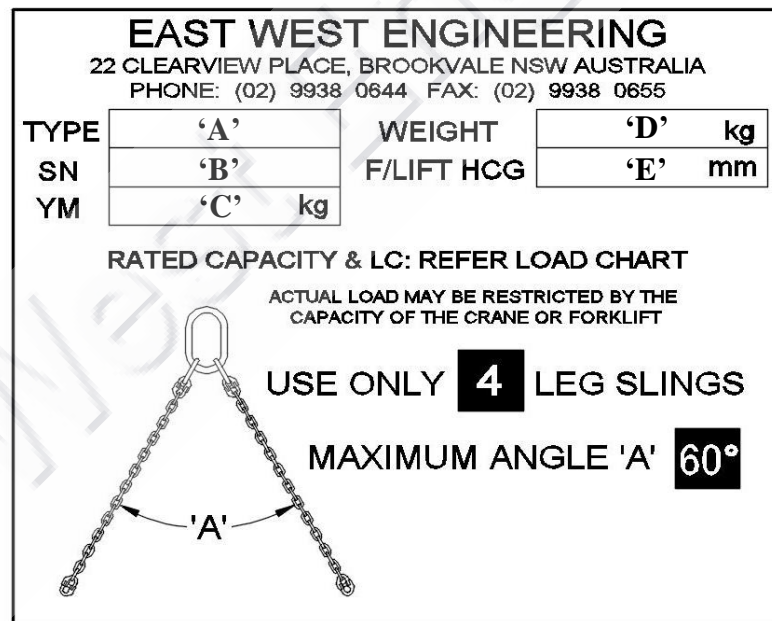 EAST WEST ENGINEERING
22 CLEARVIEW PLACE, BROOKVALE NSW AUSTRALIA
PHONE: (02) 9938 0644 FAX: (02) 9938 0655
TYPE 'A' WEIGHT 'D' kg
SN 'B' F/LIFT HCG 'E' mm
YM 'C' kg
RATED CAPACITY & LC: REFER LOAD CHART
ACTUAL LOAD MAY BE RESTRICTED BY THE
CAPACITY OF THE CRANE OR FORKLIFT
USE ONLY 4 LEG SLINGS
MAXIMUM ANGLE 'A' 60°
'A'